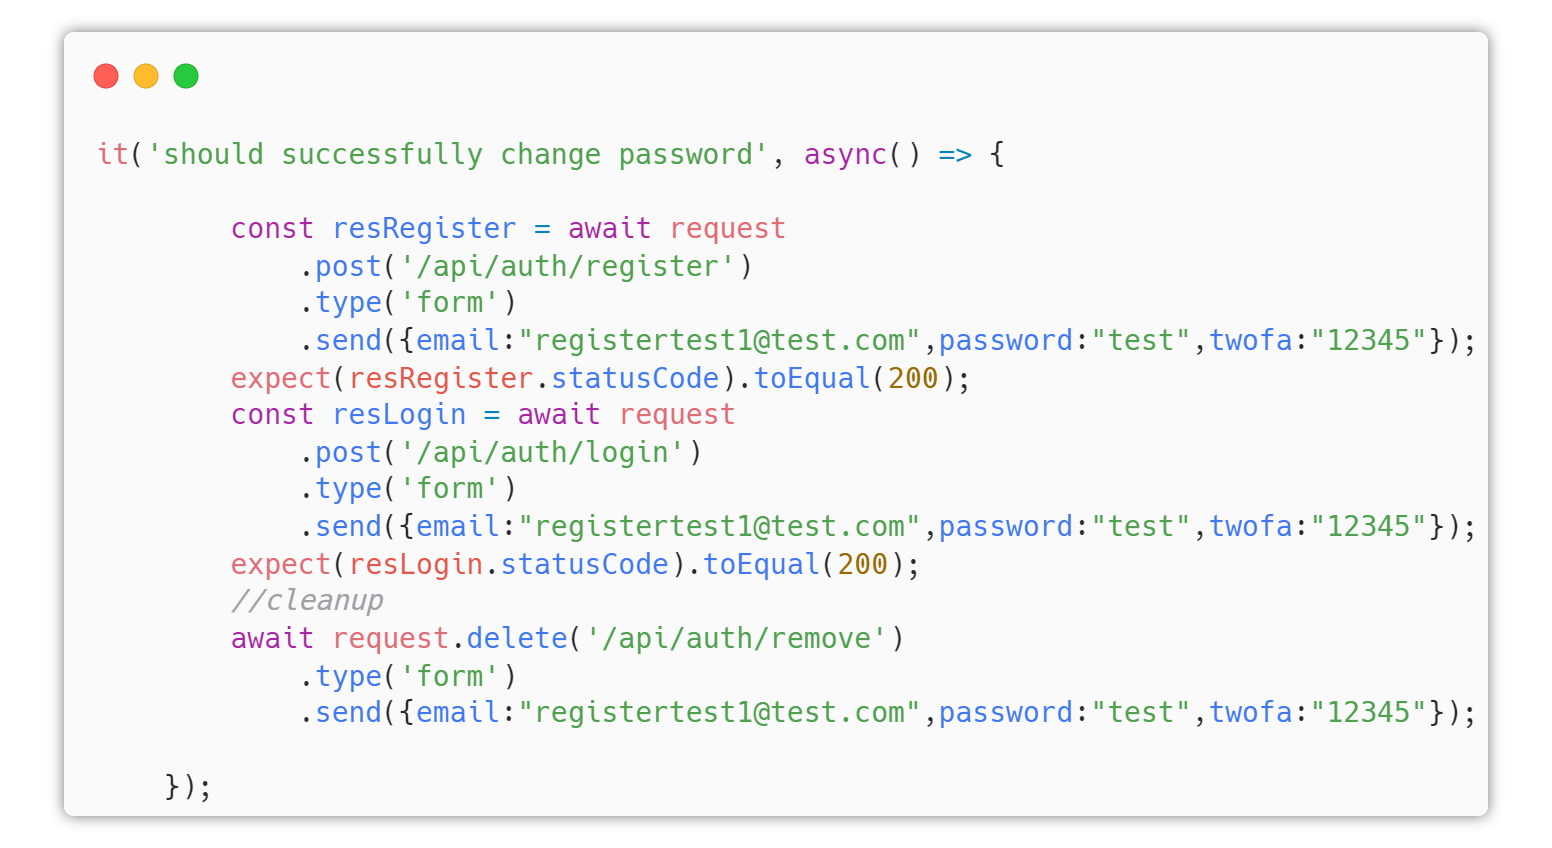 it('should successfully change password', async() => {
const resRegister = await request
.post('/api/auth/register')
.type('form')
.send({email:"registertest1@test.com",password:"test",twofa:"12345"});
expect(resRegister.statusCode).toEqual(200);
const resLogin = await request
.post('/api/auth/login')
.type('form')
.send({email:"registertest1@test.com",password:"test",twofa:"12345"});
expect(resLogin.statusCode).toEqual(200);
//cleanup
await request.delete('/api/auth/remove')
.type('form')
.send({email:"registertest1@test.com",password:"test",twofa:"12345"});
});